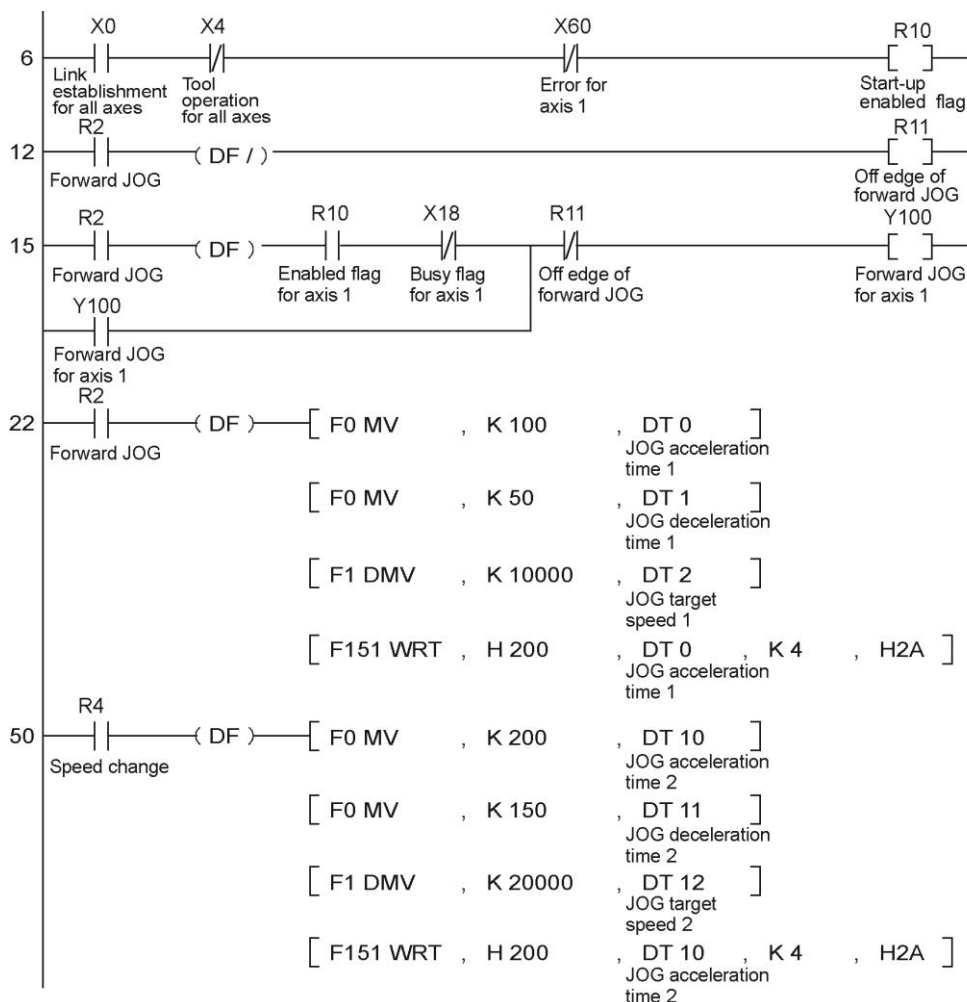 X0 X4 X60 R10
6
Link establishment for all axes
Tool operation for all axes
Error for axis 1
Start-up enabled flag
R2 R11
12 ( DF / )
Forward JOG
Off edge of forward JOG
R2 R10 X18 R11 Y100
15 ( DF )
Forward JOG
Enabled flag for axis 1
Busy flag for axis 1
Off edge of forward JOG
Forward JOG for axis 1
Y100
Forward JOG for axis 1
R2
22 ( DF ) [ F0 MV , K 100 , DT 0 ]
Forward JOG
JOG acceleration time 1
[ F0 MV , K 50 , DT 1 ]
JOG deceleration time 1
[ F1 DMV , K 10000 , DT 2 ]
JOG target speed 1
[ F151 WRT , H 200 , DT 0 , K 4 , H2A ]
JOG acceleration time 1
R4
50 ( DF ) [ F0 MV , K 200 , DT 10 ]
Speed change
JOG acceleration time 2
[ F0 MV , K 150 , DT 11 ]
JOG deceleration time 2
[ F1 DMV , K 20000 , DT 12 ]
JOG target speed 2
[ F151 WRT , H 200 , DT 10 , K 4 , H2A ]
JOG acceleration time 2